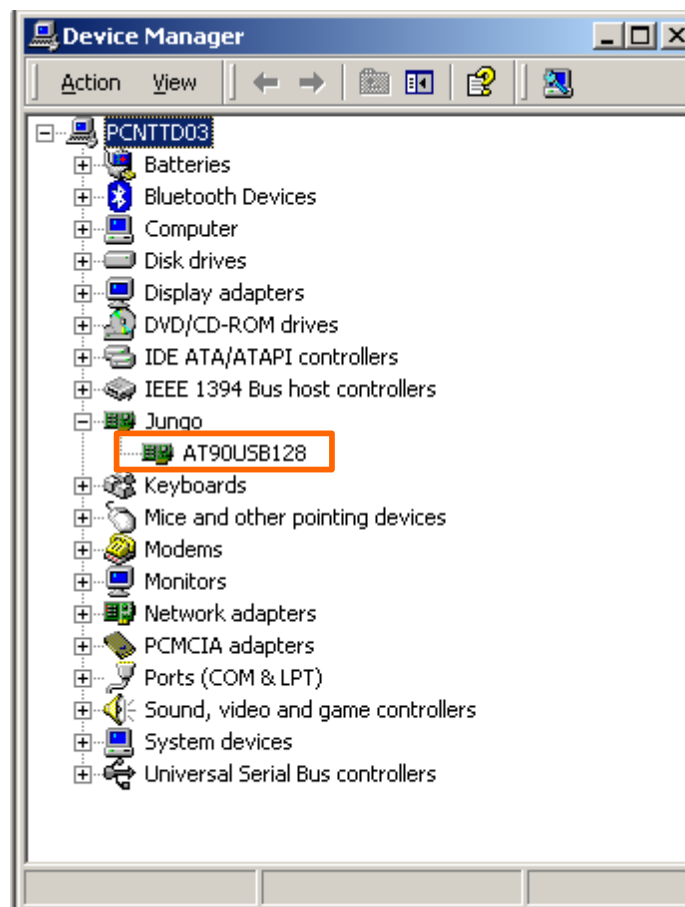 Device Manager
Action View
PCNTTD03
Batteries
Bluetooth Devices
Computer
Disk drives
Display adapters
DVD/CD-ROM drives
IDE ATA/ATAPI controllers
IEEE 1394 Bus host controllers
Jungo
AT90USB128
Keyboards
Mice and other pointing devices
Modems
Monitors
Network adapters
PCMCIA adapters
Ports (COM & LPT)
Sound, video and game controllers
System devices
Universal Serial Bus controllers